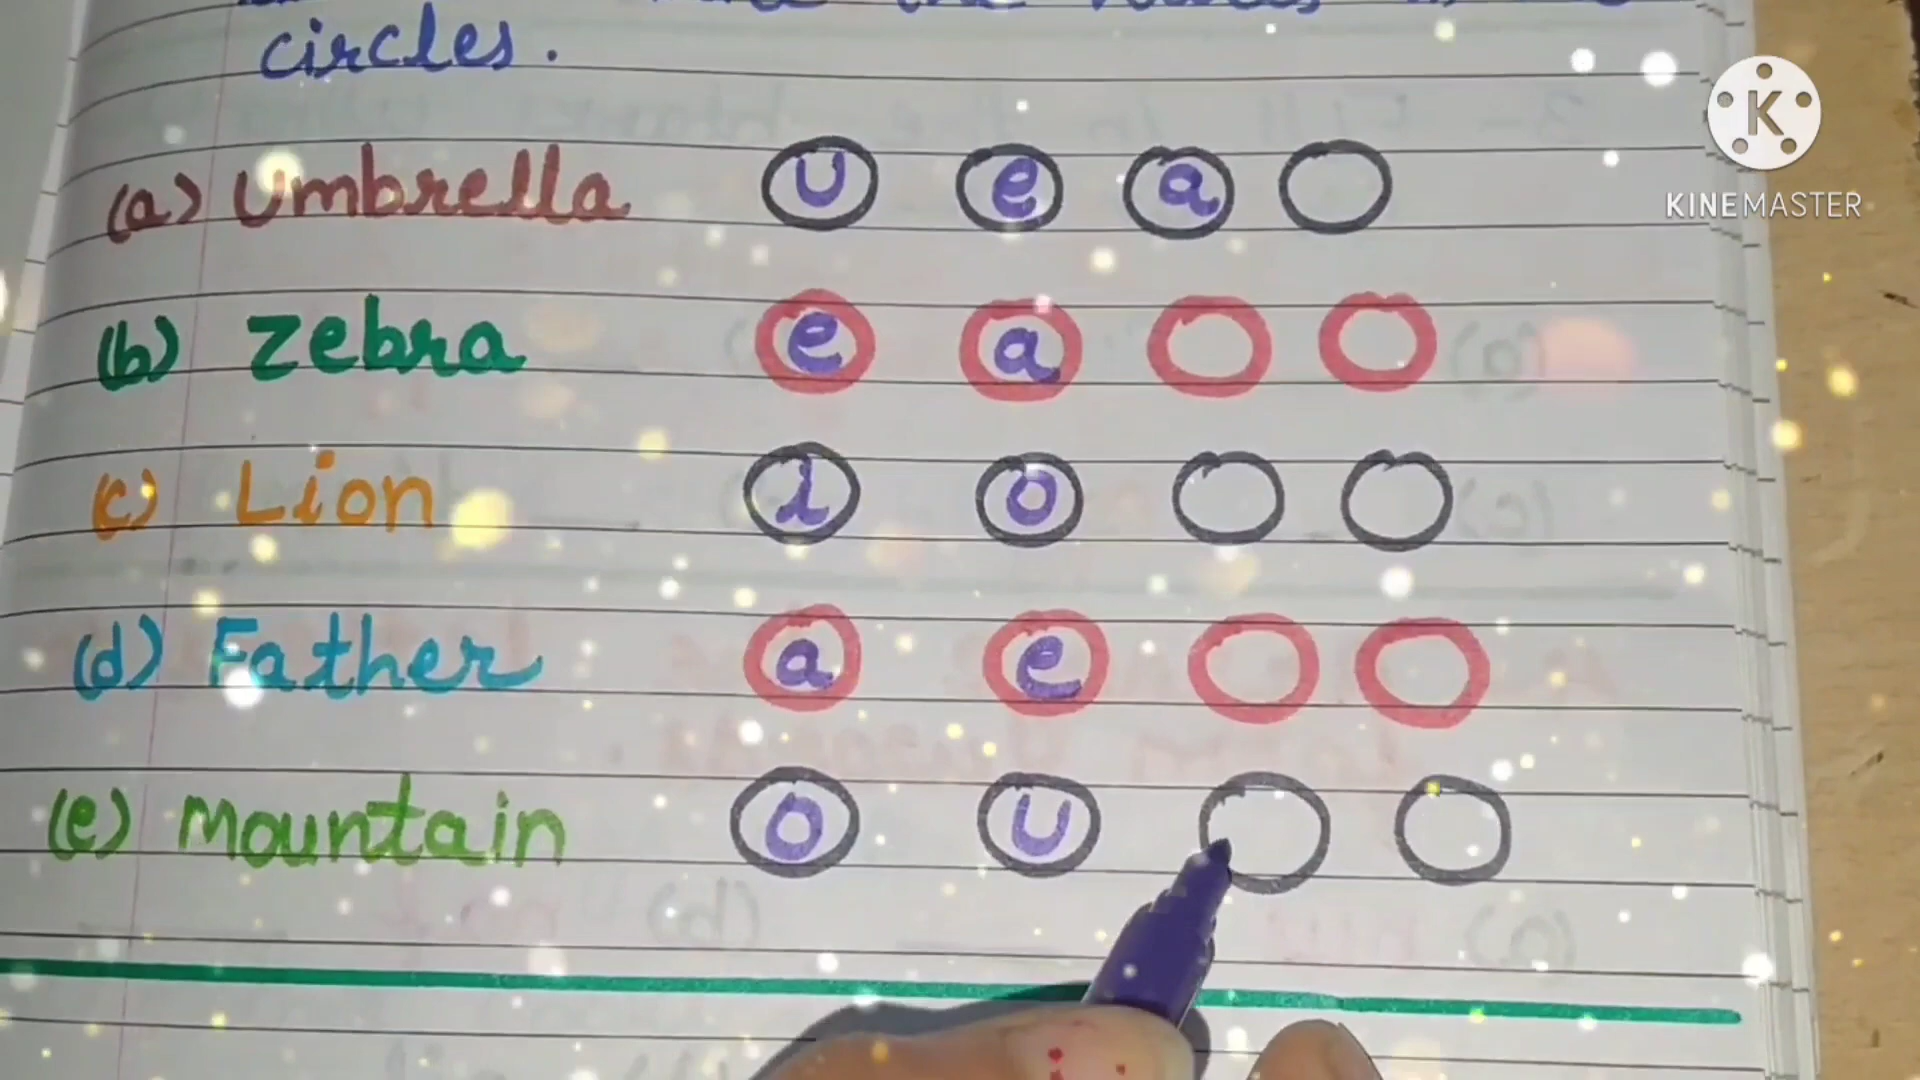 circles.
(a) Umbrella U e a
(b) Zebra e a
(c) Lion i o
(d) Father a e
(e) Mountain o U
K
KINEMASTER